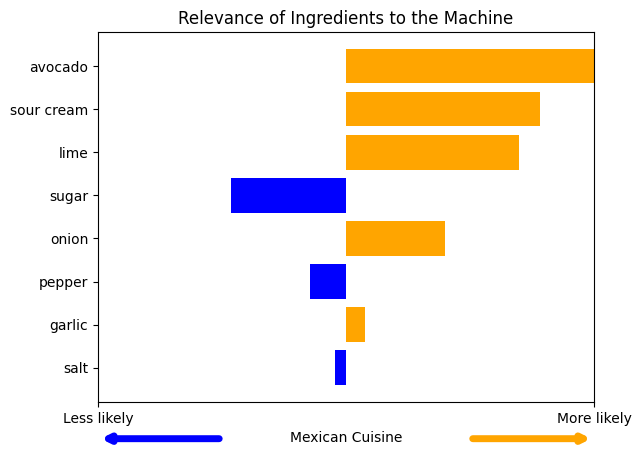 Relevance of Ingredients to the Machine
avocado
sour cream
lime
sugar
onion
pepper
garlic
salt
Less likely
More likely
Mexican Cuisine